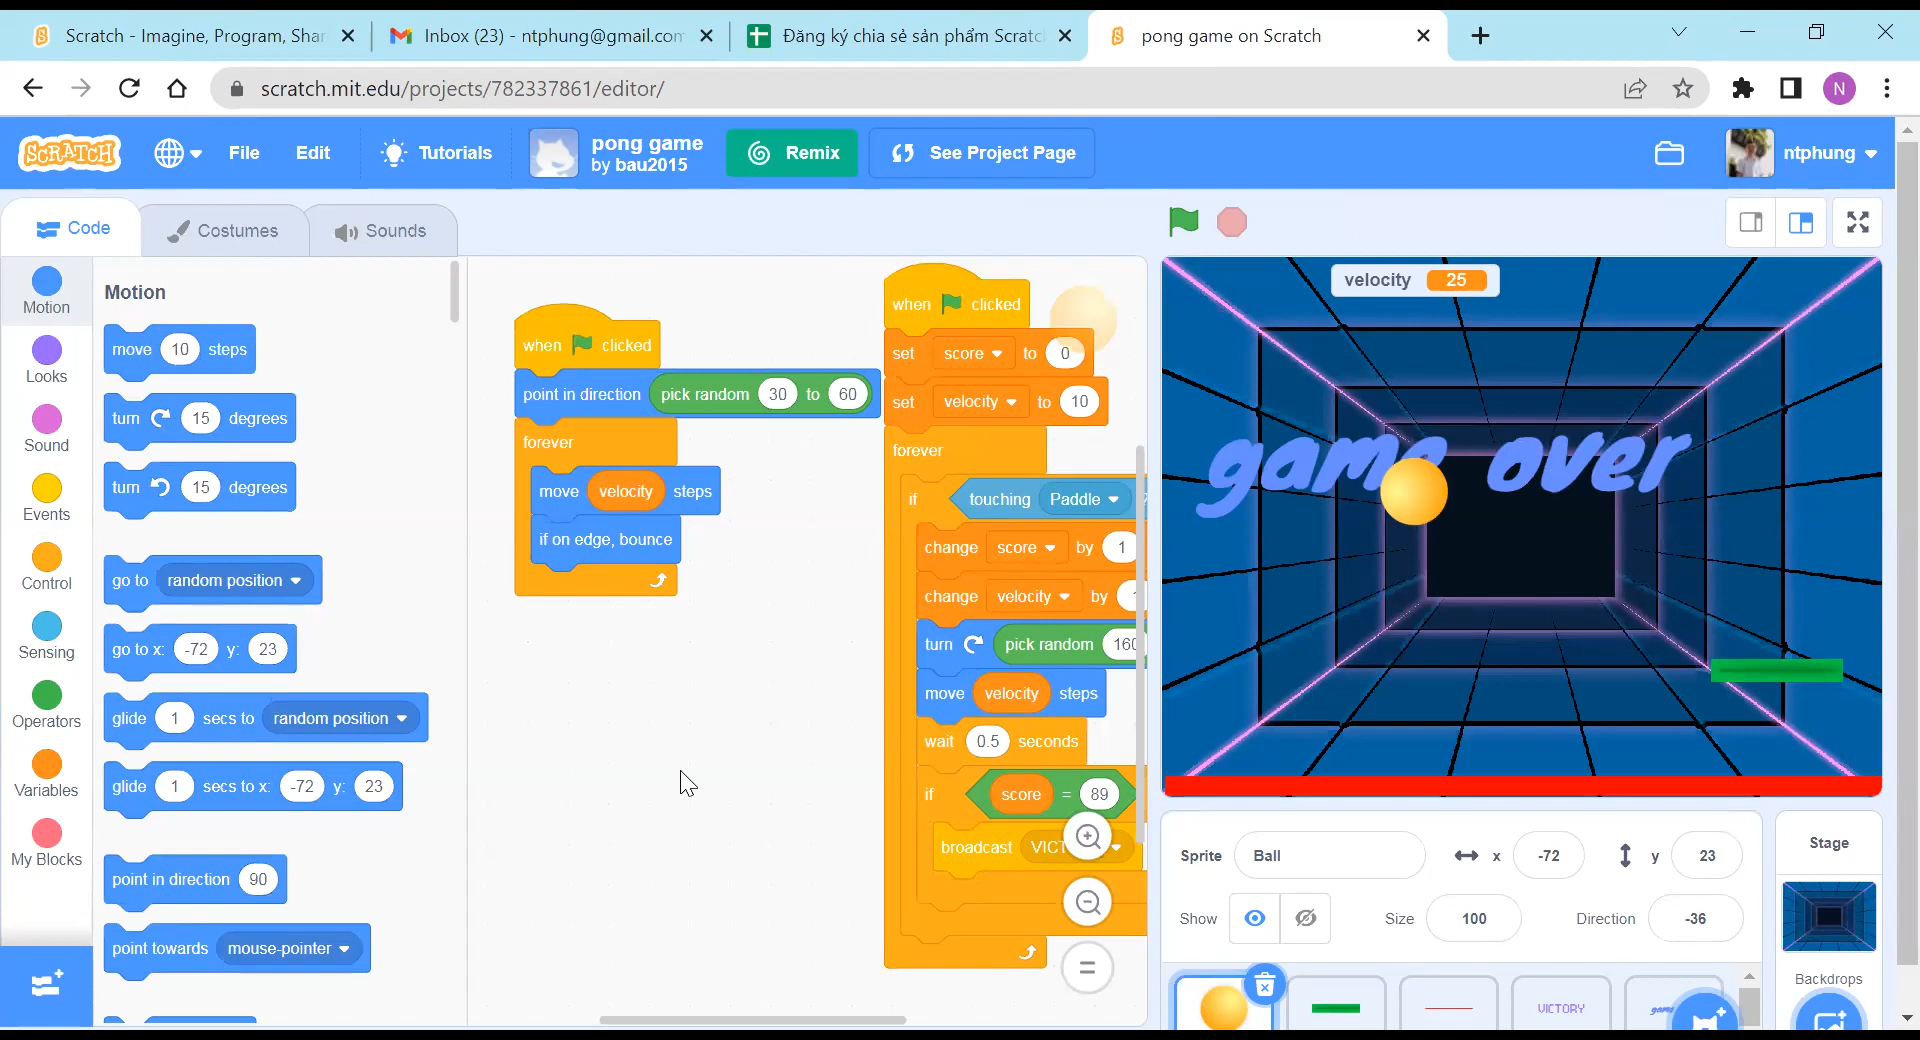 Scratch - Imagine, Program, Shar
Inbox (23) - ntphung@gmail.com
Đăng ký chia sẻ sản phẩm Scratc
pong game on Scratch
scratch.mit.edu/projects/782337861/editor/
N
SCRATCH
File
Edit
Tutorials
pong game
by bau2015
Remix
See Project Page
ntphung
Code
Costumes
Sounds
Motion
Looks
Sound
Events
Control
Sensing
Operators
Variables
My Blocks
Motion
move 10 steps
turn 15 degrees
turn 15 degrees
go to random position
go to x: -72 y: 23
glide 1 secs to random position
glide 1 secs to x: -72 y: 23
point in direction 90
point towards mouse-pointer
when clicked
point in direction pick random 30 to 60
forever
move velocity steps
if on edge, bounce
when clicked
set score to 0
set velocity to 10
forever
if touching Paddle
change score by 1
change velocity by
turn pick random 160
move velocity steps
wait 0.5 seconds
if score = 89
broadcast VICT
velocity 25
game over
Sprite Ball x -72 y 23
Show Size 100 Direction -36
VICTORY
game
Stage
Backdrops